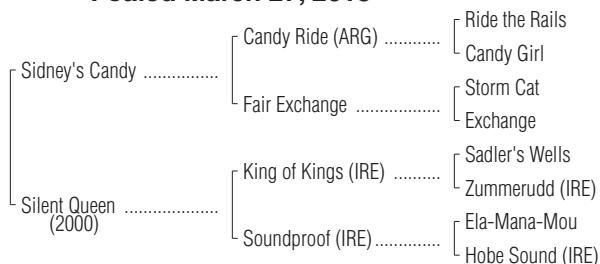 Foaled March 27, 2013
Ride the Rails
Candy Ride (ARG) ............
Candy Girl
Sidney's Candy ................
Storm Cat
Fair Exchange ..................
Exchange
Sadler's Wells
King of Kings (IRE) ..........
Zummerudd (IRE)
Silent Queen ....................
(2000)
Ela-Mana-Mou
Soundproof (IRE)..............
Hobe Sound (IRE)